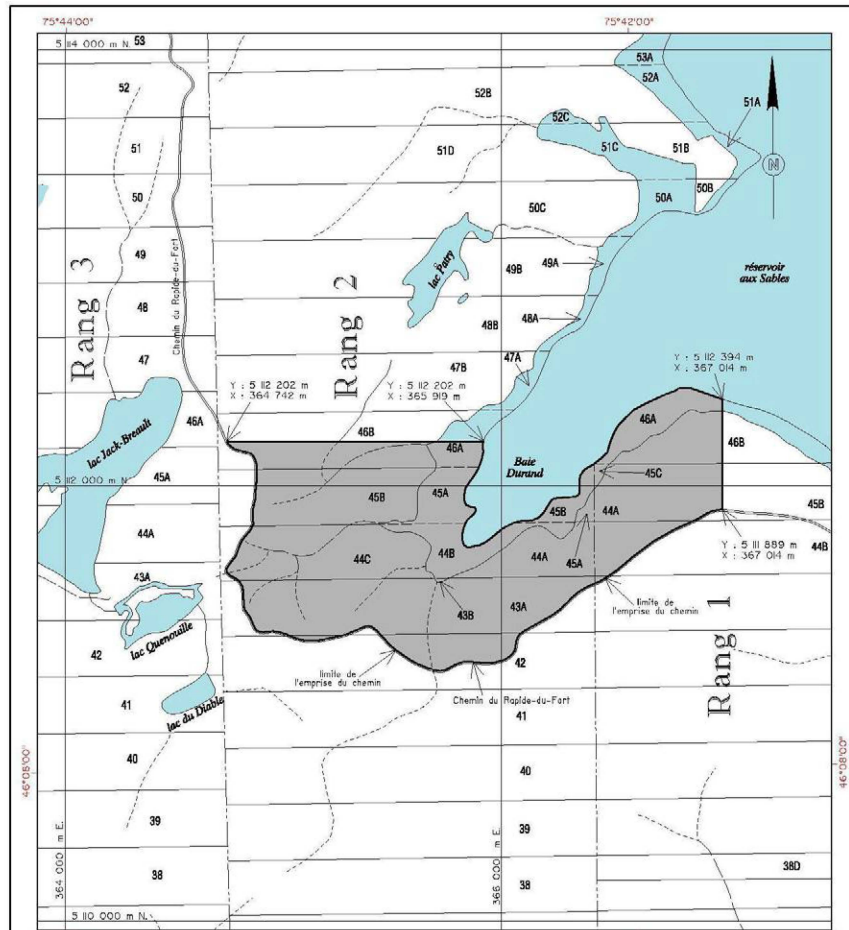 75°44'00"
75°42'00"
5 114 000 m N.
53
53A
52A
52
52B
51A
52C
51
51D
51C
51B
50
50B
50A
50C
49
49B
49A
lac Patry
réservoir
aux Sables
Rang 3
Chemin du Rapide-du-Fort
Rang 2
48
48A
48B
47
47A
47B
Y : 5 112 202 m
X : 364 742 m
Y : 5 112 202 m
X : 365 919 m
Y : 5 112 394 m
X : 367 014 m
lac Jack-Breault
46A
46B
46A
46A
46B
Baie
Durand
5 112 000 m N.
45A
45B
45A
45C
45B
45B
44A
44A
44B
44C
44B
44A
45A
Y : 5 111 889 m
X : 367 014 m
43A
43B
43A
limite de
l'emprise du chemin
lac Quenouille
42
42
limite de
l'emprise du chemin
Rang 1
Chemin du Rapide-du-Fort
41
lac du Diable
41
46°08'00"
46°08'00"
40
40
39
39
38D
38
38
364 000 m E.
366 000 m E.
5 110 000 m N.
N